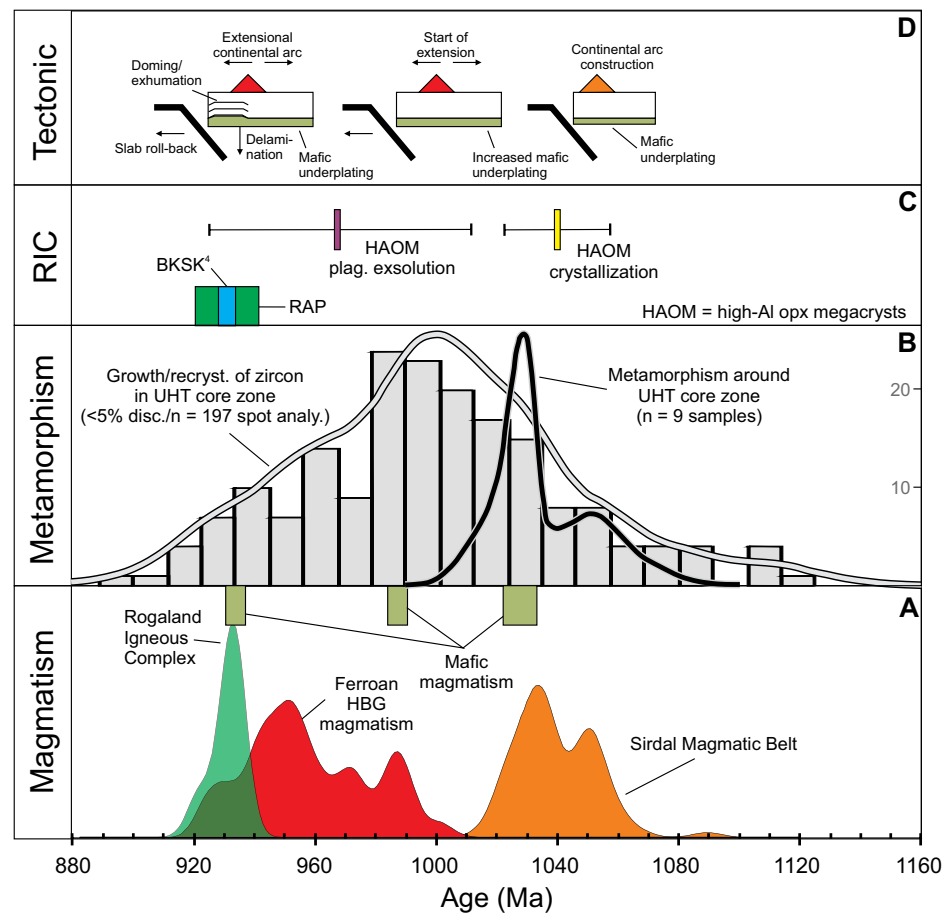 D
Tectonic
Extensional
continental arc
Doming/
exhumation
Slab roll-back
Delami-
nation
Mafic
underplating
Start of
extension
Increased mafic
underplating
Continental arc
construction
Mafic
underplating
C
RIC
HAOM
plag. exsolution
HAOM
crystallization
BKSK4
RAP
HAOM = high-Al opx megacrysts
B
Metamorphism
Growth/recryst. of zircon
in UHT core zone
(<5% disc./n = 197 spot analy.)
Metamorphism around
UHT core zone
(n = 9 samples)
20
10
A
Magmatism
Rogaland
Igneous
Complex
Ferroan
HBG
magmatism
Mafic
magmatism
Sirdal Magmatic Belt
880 920 960 1000 1040 1080 1120 1160
Age (Ma)